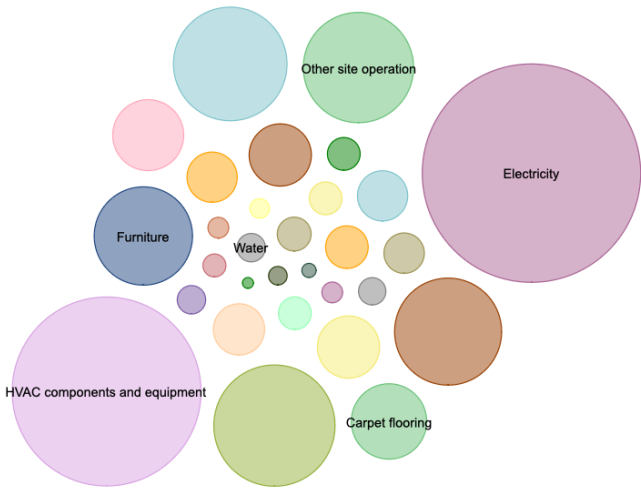 Other site operation
Electricity
Furniture
Water
HVAC components and equipment
Carpet flooring